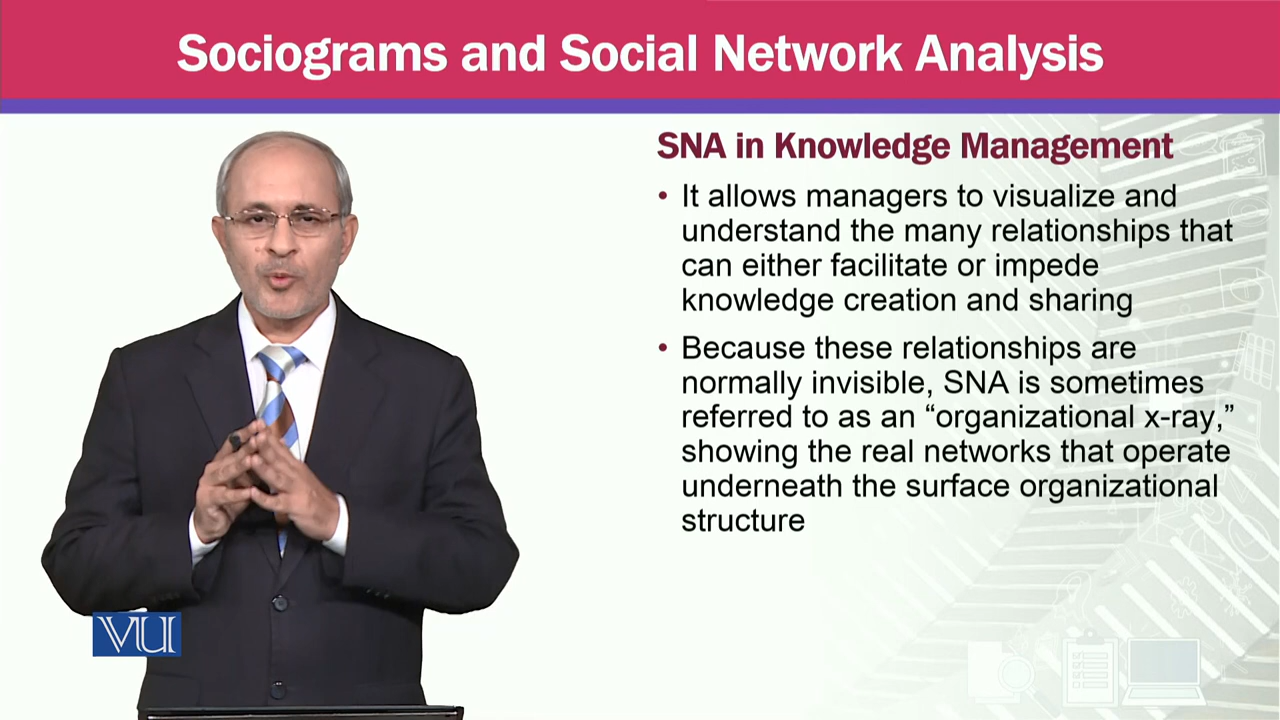 Sociograms and Social Network Analysis
SNA in Knowledge Management
• It allows managers to visualize and
understand the many relationships that
can either facilitate or impede
knowledge creation and sharing
• Because these relationships are
normally invisible, SNA is sometimes
referred to as an “organizational x-ray,”
showing the real networks that operate
underneath the surface organizational
structure
VU